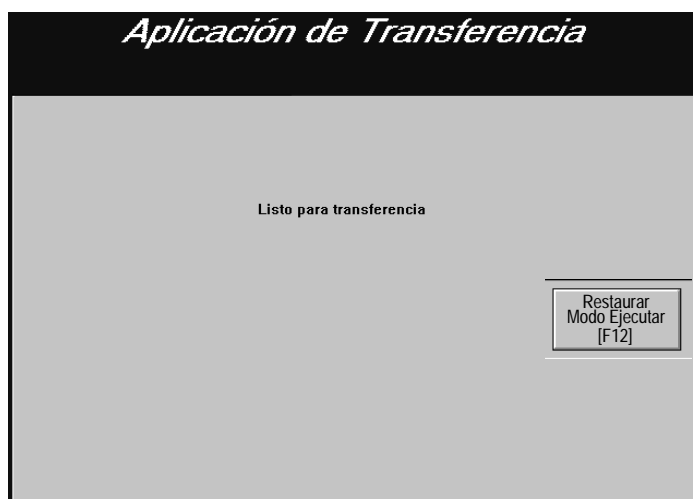 Aplicación de Transferencia
Listo para transferencia
Restaurar
Modo Ejecutar
[F12]